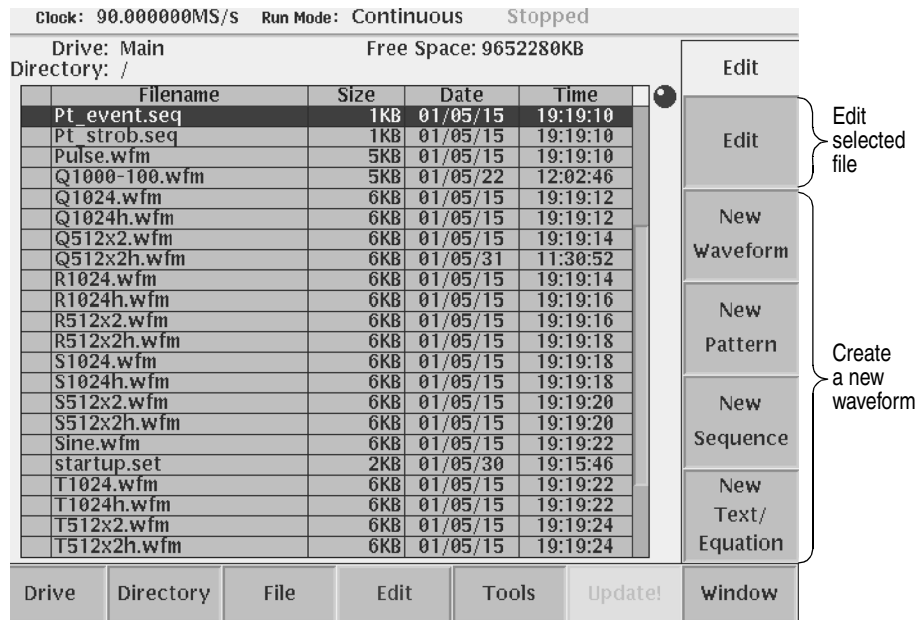 Clock: 90.000000MS/s Run Mode: Continuous Stopped
Drive: Main Free Space: 9652280KB
Directory: /
Filename Size Date Time
Pt_event.seq 1KB 01/05/15 19:19:10
Pt_strob.seq 1KB 01/05/15 19:19:10
Pulse.wfm 5KB 01/05/15 19:19:10
Q1000-100.wfm 5KB 01/05/22 12:02:46
Q1024.wfm 6KB 01/05/15 19:19:12
Q1024h.wfm 6KB 01/05/15 19:19:12
Q512x2.wfm 6KB 01/05/15 19:19:14
Q512x2h.wfm 6KB 01/05/31 11:30:52
R1024.wfm 6KB 01/05/15 19:19:14
R1024h.wfm 6KB 01/05/15 19:19:16
R512x2.wfm 6KB 01/05/15 19:19:16
R512x2h.wfm 6KB 01/05/15 19:19:18
S1024.wfm 6KB 01/05/15 19:19:18
S1024h.wfm 6KB 01/05/15 19:19:18
S512x2.wfm 6KB 01/05/15 19:19:20
S512x2h.wfm 6KB 01/05/15 19:19:20
Sine.wfm 6KB 01/05/15 19:19:22
startup.set 2KB 01/05/30 19:15:46
T1024.wfm 6KB 01/05/15 19:19:22
T1024h.wfm 6KB 01/05/15 19:19:22
T512x2.wfm 6KB 01/05/15 19:19:24
T512x2h.wfm 6KB 01/05/15 19:19:24
Edit
Edit
New
Waveform
New
Pattern
New
Sequence
New
Text/
Equation
Edit
selected
file
Create
a new
waveform
Drive Directory File Edit Tools Update! Window